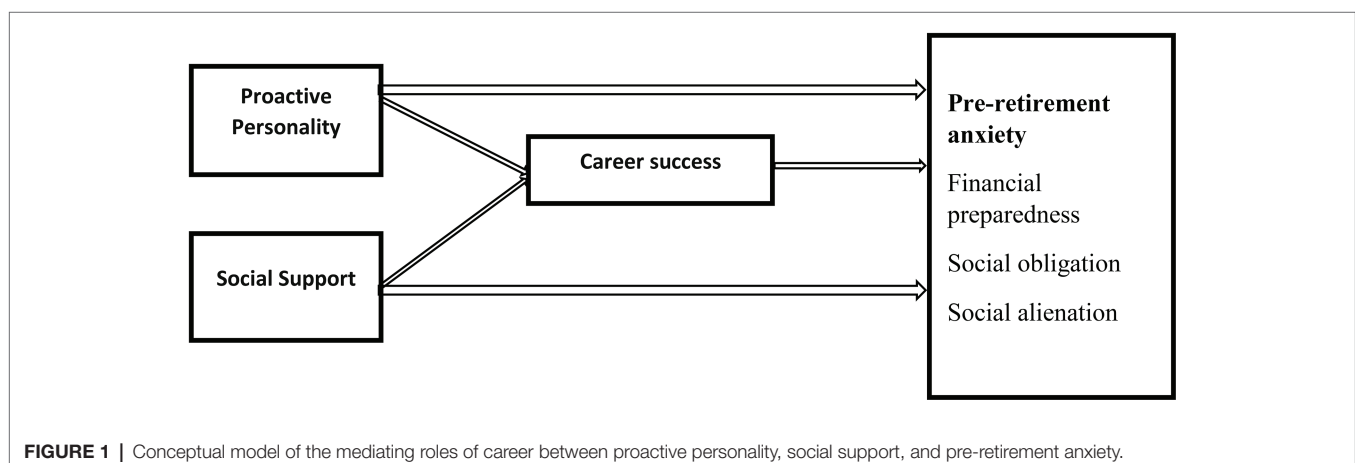 Proactive
Personality
Social Support
Career success
Pre-retirement
anxiety
Financial
preparedness
Social obligation
Social alienation
FIGURE 1 | Conceptual model of the mediating roles of career between proactive personality, social support, and pre-retirement anxiety.